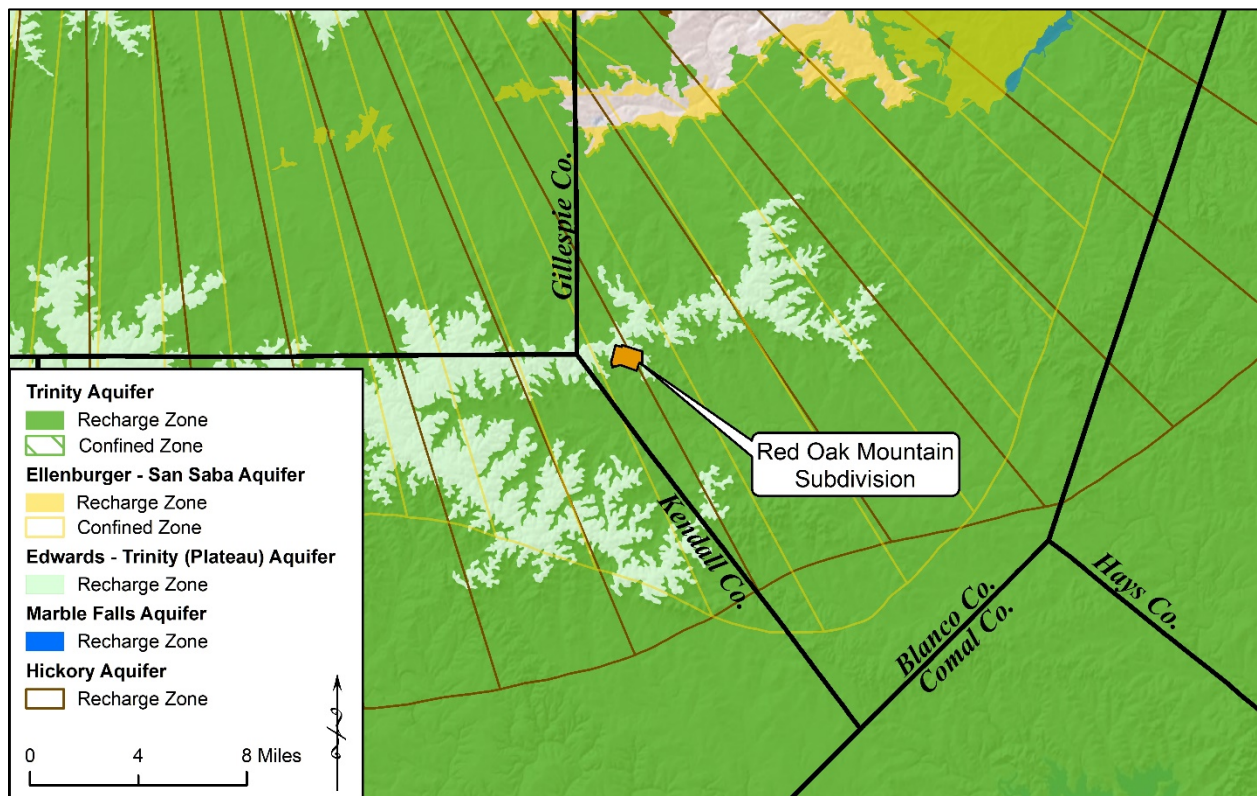 Gillespie Co.
Trinity Aquifer
Recharge Zone
Confined Zone
Ellenburger - San Saba Aquifer
Recharge Zone
Confined Zone
Edwards - Trinity (Plateau) Aquifer
Recharge Zone
Marble Falls Aquifer
Recharge Zone
Hickory Aquifer
Recharge Zone
0 4 8 Miles
Red Oak Mountain
Subdivision
Kendall Co.
Blanco Co.
Comal Co.
Hays Co.